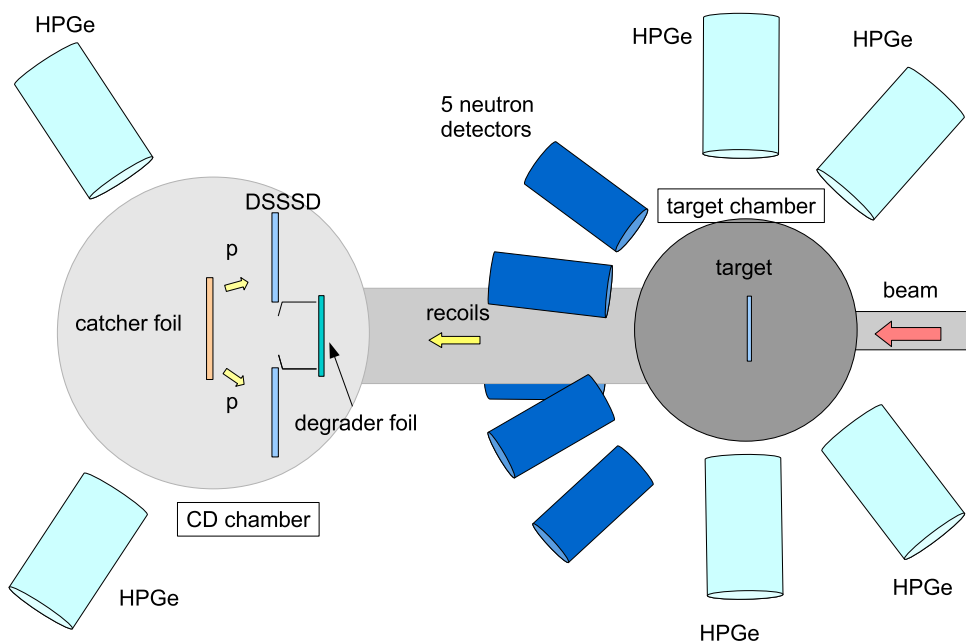 HPGe
HPGe
HPGe
5 neutron
detectors
DSSSD
target chamber
p
target
beam
catcher foil
recoils
p
degrader foil
CD chamber
HPGe
HPGe
HPGe